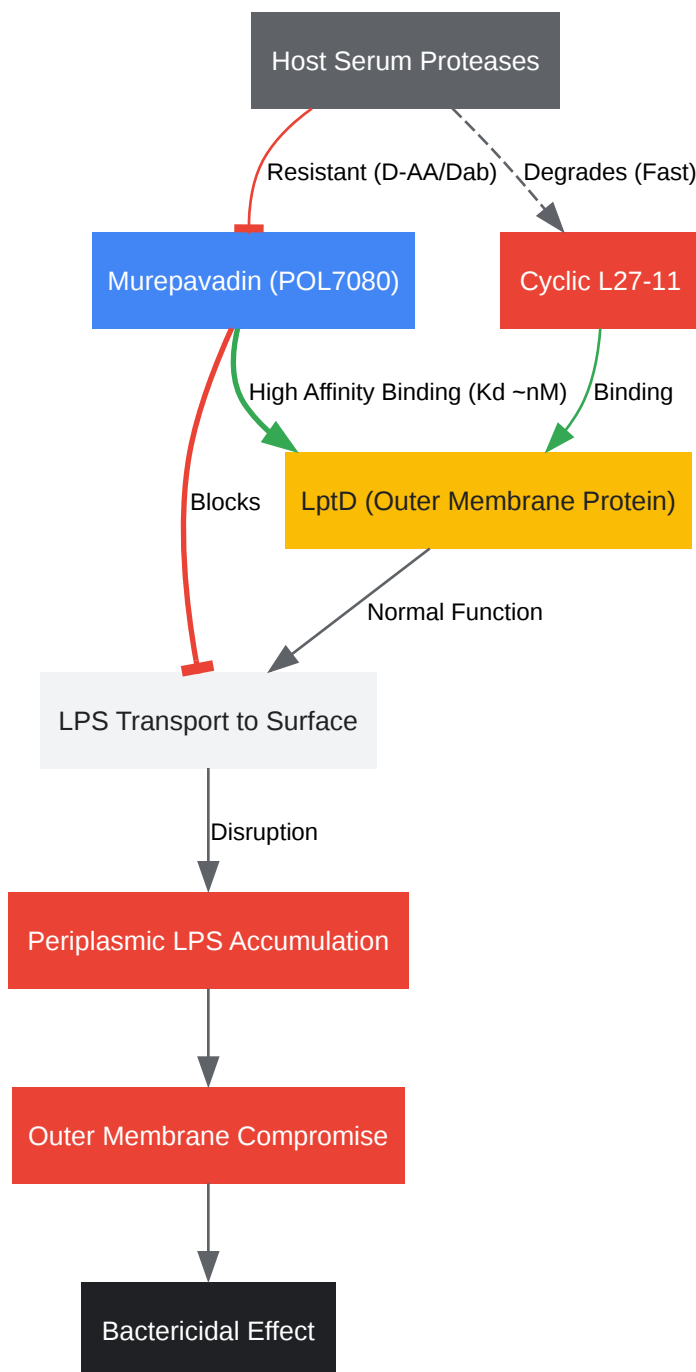 Host Serum Proteases
Resistant (D-AA/Dab)
Degrades (Fast)
Murepavadin (POL7080)
Cyclic L27-11
High Affinity Binding (Kd ~nM)
Binding
LptD (Outer Membrane Protein)
Blocks
Normal Function
LPS Transport to Surface
Disruption
Periplasmic LPS Accumulation
Outer Membrane Compromise
Bactericidal Effect